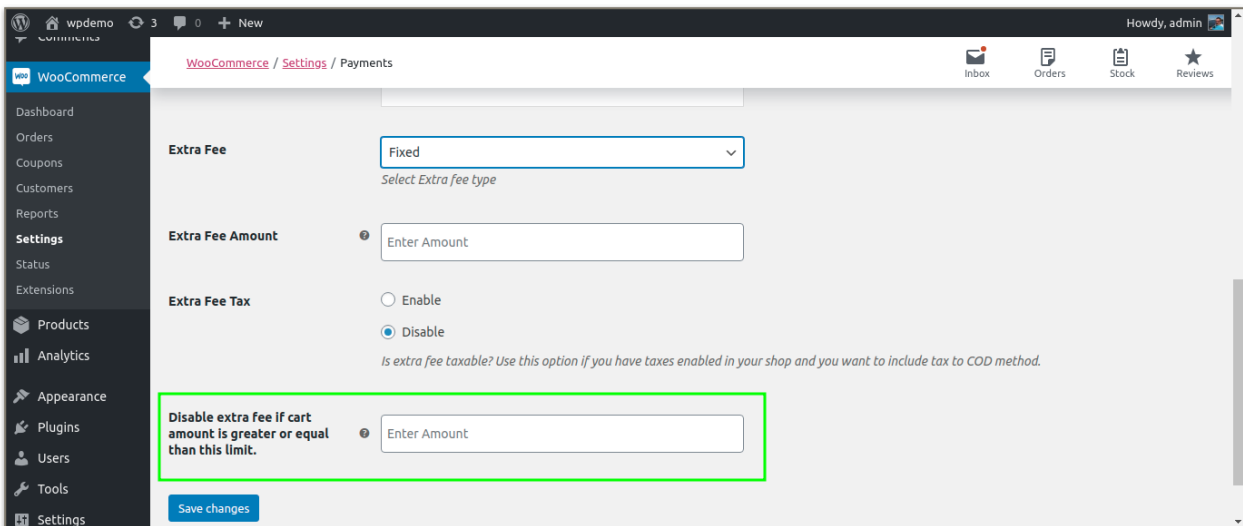 wpdemo 3 0 + New Howdy, admin
Comments
WooCommerce
WooCommerce / Settings / Payments
Inbox Orders Stock Reviews
Dashboard
Orders
Coupons
Customers
Reports
Settings
Status
Extensions
Products
Analytics
Appearance
Plugins
Users
Tools
Settings
Extra Fee
Fixed
Select Extra fee type
Extra Fee Amount
Enter Amount
Extra Fee Tax
Enable
Disable
Is extra fee taxable? Use this option if you have taxes enabled in your shop and you want to include tax to COD method.
Disable extra fee if cart
amount is greater or equal
than this limit.
Enter Amount
Save changes